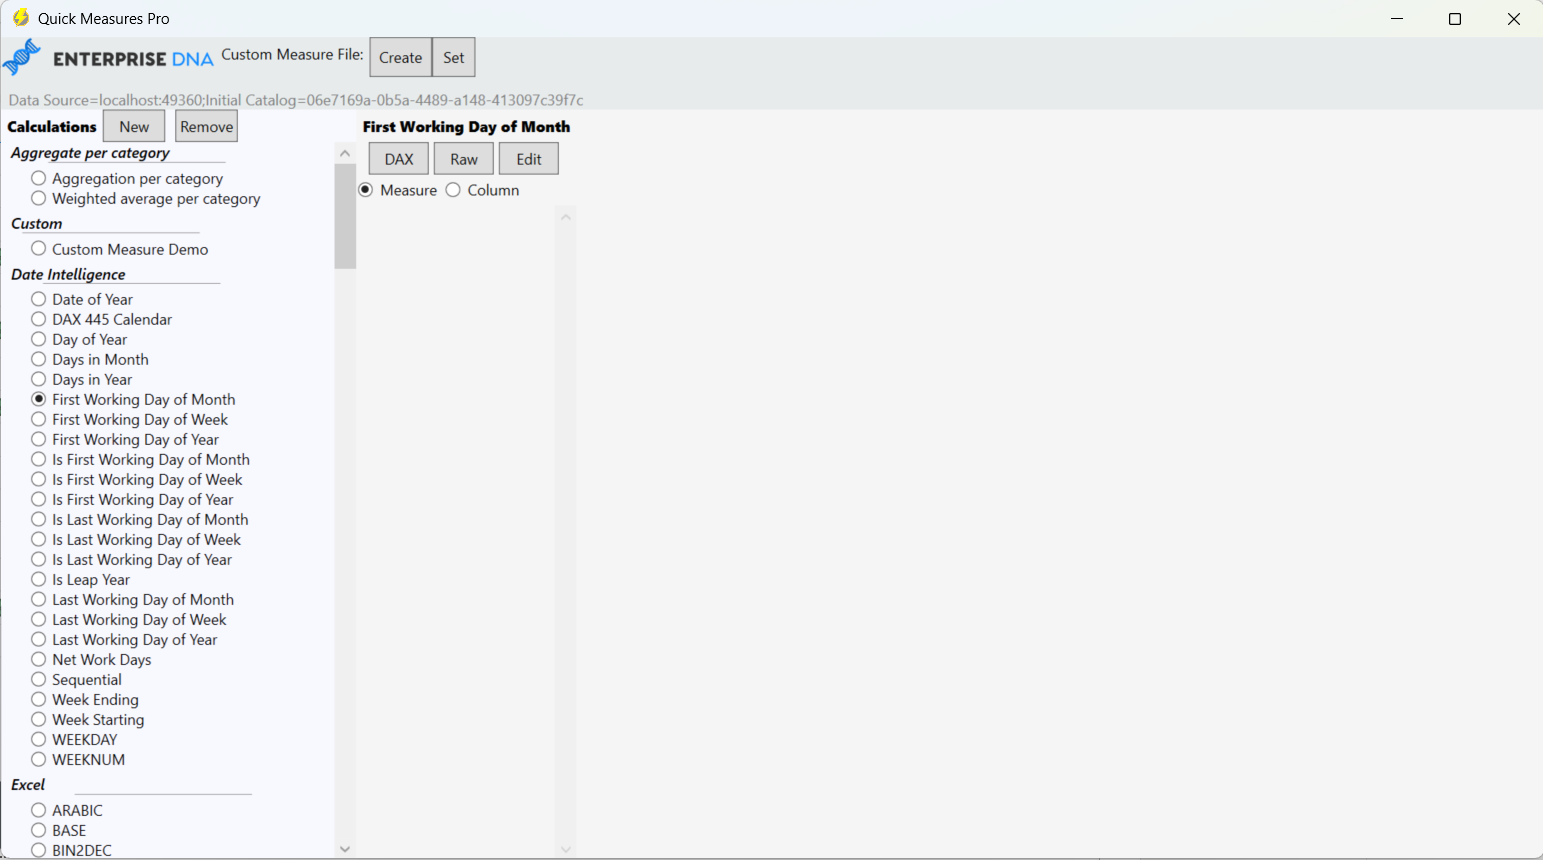 Quick Measures Pro
ENTERPRISE DNA Custom Measure File: Create Set
Data Source=localhost:49360;Initial Catalog=06e7169a-0b5a-4489-a148-413097c39f7c
Calculations New Remove
Aggregate per category
Aggregation per category
Weighted average per category
Custom
Custom Measure Demo
Date Intelligence
Date of Year
DAX 445 Calendar
Day of Year
Days in Month
Days in Year
First Working Day of Month
First Working Day of Week
First Working Day of Year
Is First Working Day of Month
Is First Working Day of Week
Is First Working Day of Year
Is Last Working Day of Month
Is Last Working Day of Week
Is Last Working Day of Year
Is Leap Year
Last Working Day of Month
Last Working Day of Week
Last Working Day of Year
Net Work Days
Sequential
Week Ending
Week Starting
WEEKDAY
WEEKNUM
Excel
ARABIC
BASE
BIN2DEC
First Working Day of Month
DAX Raw Edit
Measure Column